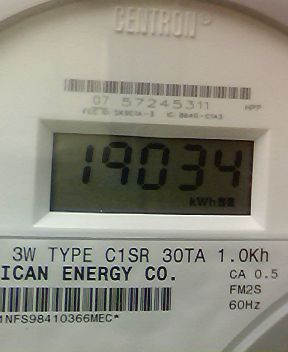 CENTRON®
07 57245311
HPP
19034
kWh
3W TYPE C1SR 30TA 1.0Kh
ICAN ENERGY CO.
CA 0.5
FM2S
60Hz
1NFS98410366MEC*